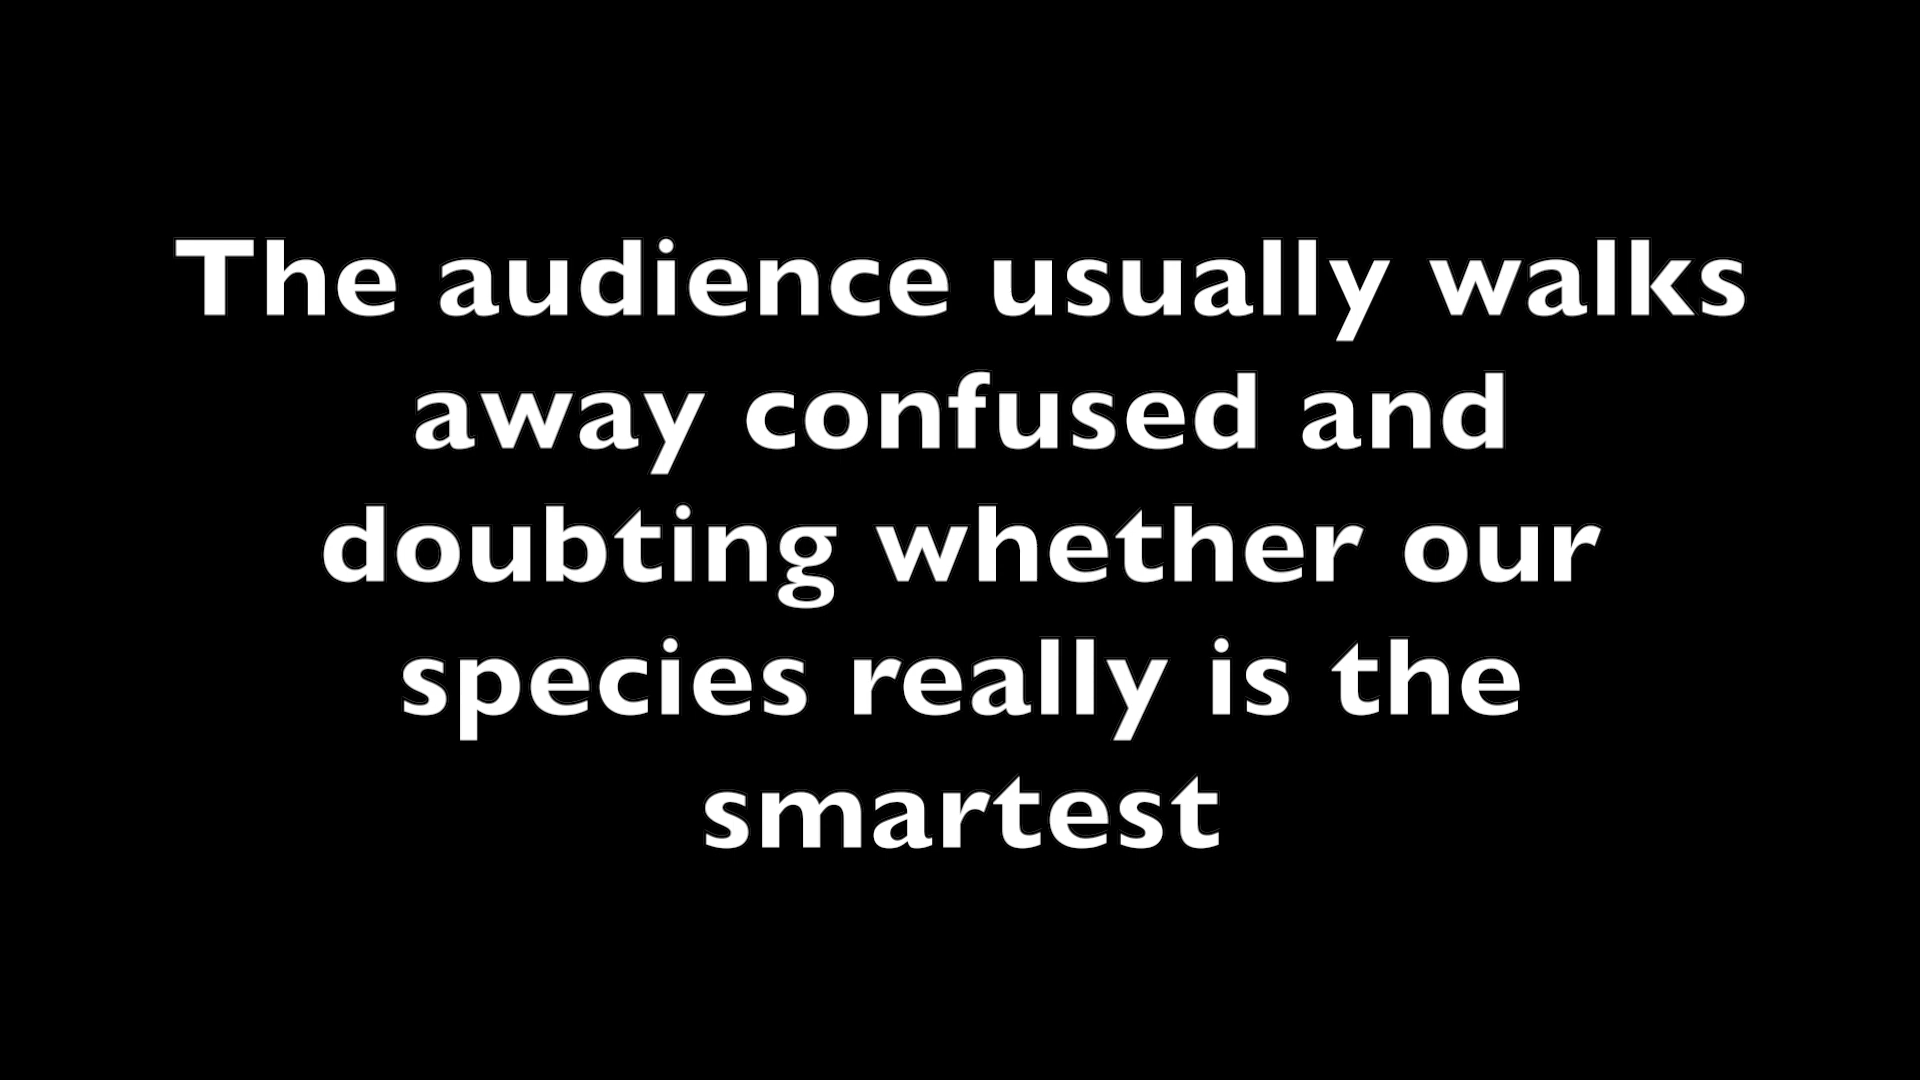 The audience usually walks
away confused and
doubting whether our
species really is the
smartest